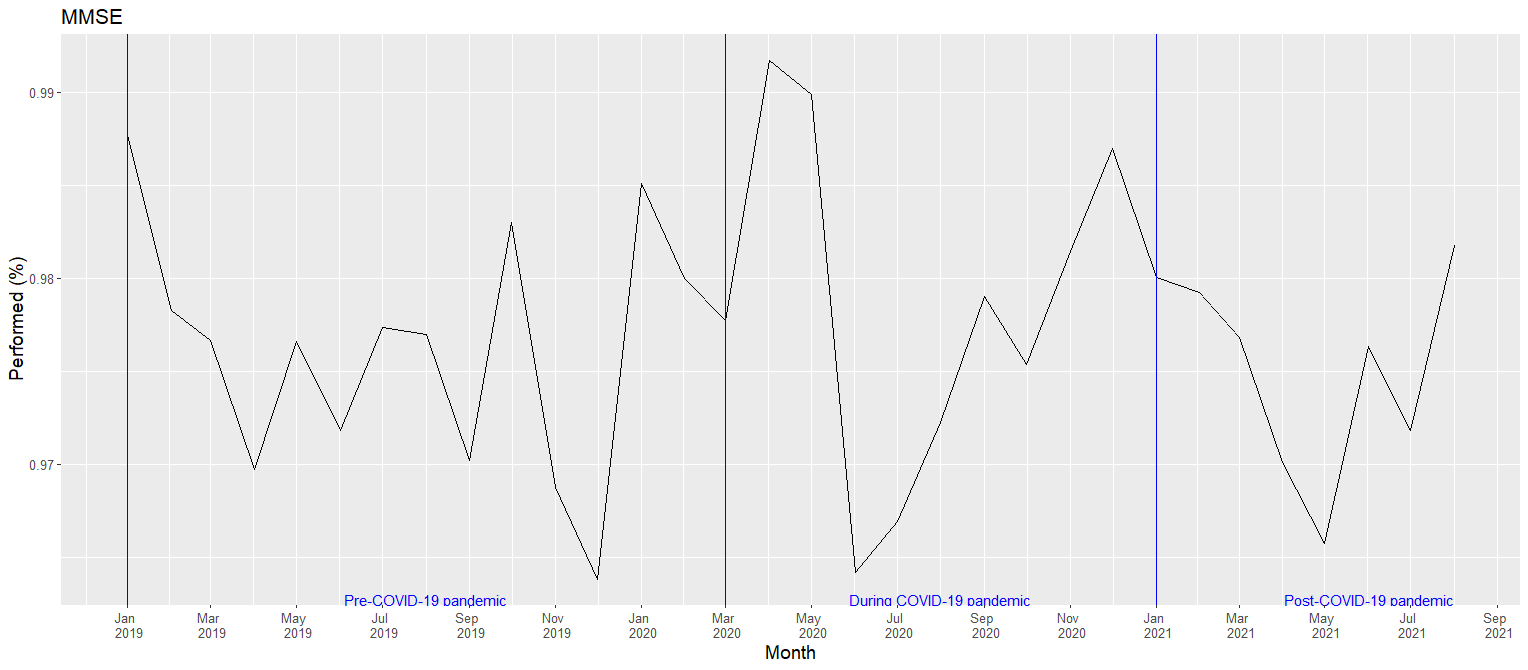 MMSE
Performed (%)
0.99
0.98
0.97
Pre-COVID-19 pandemic
During COVID-19 pandemic
Post-COVID-19 pandemic
Jan 2019
Mar 2019
May 2019
Jul 2019
Sep 2019
Nov 2019
Jan 2020
Mar 2020
May 2020
Jul 2020
Sep 2020
Nov 2020
Jan 2021
Mar 2021
May 2021
Jul 2021
Sep 2021
Month